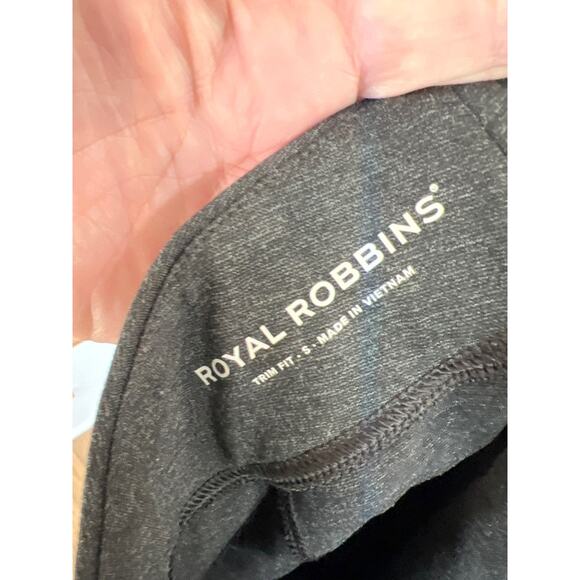 ROYAL ROBBINS®
TRIM FIT - S - MADE IN VIETNAM